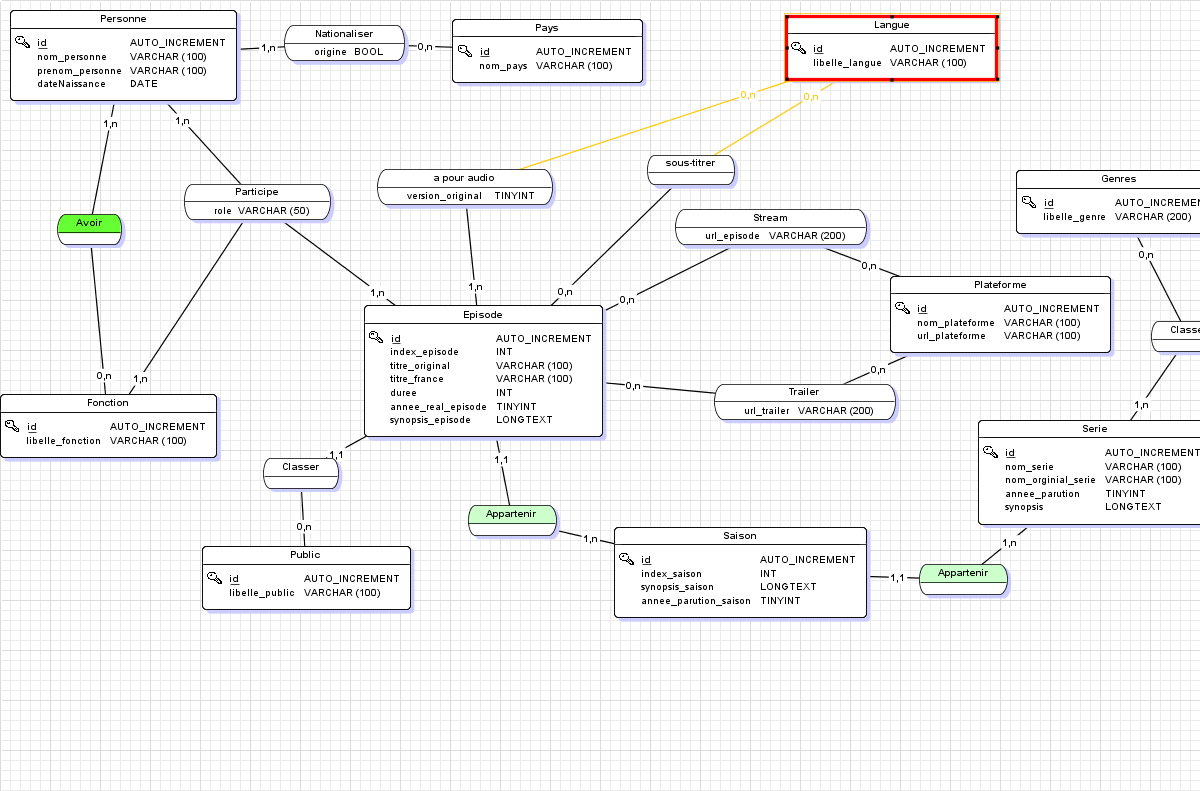 Personne
id AUTO_INCREMENT
nom_personne VARCHAR (100)
prenom_personne VARCHAR (100)
dateNaissance DATE
1,n
Nationaliser
origine BOOL
0,n
Pays
id AUTO_INCREMENT
nom_pays VARCHAR (100)
Langue
id AUTO_INCREMENT
libelle_langue VARCHAR (100)
0,n
0,n
1,n
1,n
Avoir
Participe
role VARCHAR (50)
a pour audio
version_original TINYINT
sous-titrer
Stream
url_episode VARCHAR (200)
Genres
id AUTO_INCREM
libelle_genre VARCHAR (200)
0,n
0,n
1,n
1,n
0,n
0,n
Plateforme
id AUTO_INCREMENT
nom_plateforme VARCHAR (100)
url_plateforme VARCHAR (100)
Classe
Episode
id AUTO_INCREMENT
index_episode INT
titre_original VARCHAR (100)
titre_france VARCHAR (100)
duree INT
annee_real_episode TINYINT
synopsis_episode LONGTEXT
0,n
1,n
0,n
0,n
Trailer
url_trailer VARCHAR (200)
1,n
Fonction
id AUTO_INCREMENT
libelle_fonction VARCHAR (100)
Serie
id AUTO_INCREMENT
nom_serie VARCHAR (100)
nom_orginial_serie VARCHAR (100)
annee_parution TINYINT
synopsis LONGTEXT
1,1
1,1
Classer
Appartenir
0,n
1,n
1,n
Public
id AUTO_INCREMENT
libelle_public VARCHAR (100)
Saison
id AUTO_INCREMENT
index_saison INT
synopsis_saison LONGTEXT
annee_parution_saison TINYINT
1,1
Appartenir